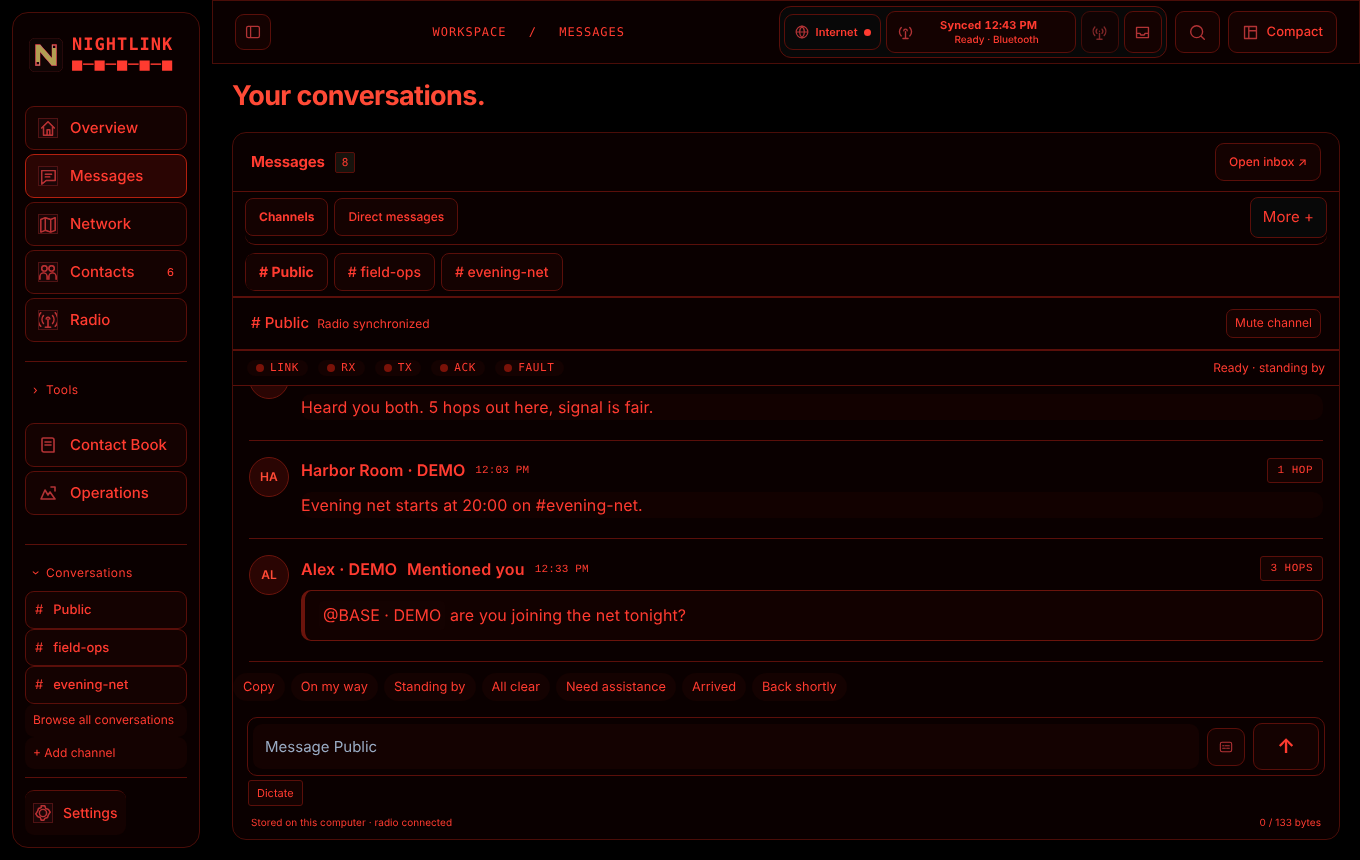 NIGHTLINK
Overview
Messages
Network
Contacts 6
Radio
Tools
Contact Book
Operations
Conversations
# Public
# field-ops
# evening-net
Browse all conversations
+ Add channel
Settings
WORKSPACE / MESSAGES
Internet
Synced 12:43 PM
Ready · Bluetooth
Compact
Your conversations.
Messages 8
Open inbox ↗
Channels
Direct messages
More +
# Public
# field-ops
# evening-net
# Public Radio synchronized
Mute channel
LINK RX TX ACK FAULT
Ready · standing by
Heard you both. 5 hops out here, signal is fair.
HA
Harbor Room · DEMO 12:03 PM
1 HOP
Evening net starts at 20:00 on #evening-net.
AL
Alex · DEMO Mentioned you 12:33 PM
3 HOPS
@BASE · DEMO are you joining the net tonight?
Copy On my way Standing by All clear Need assistance Arrived Back shortly
Message Public
Dictate
Stored on this computer · radio connected
0 / 133 bytes